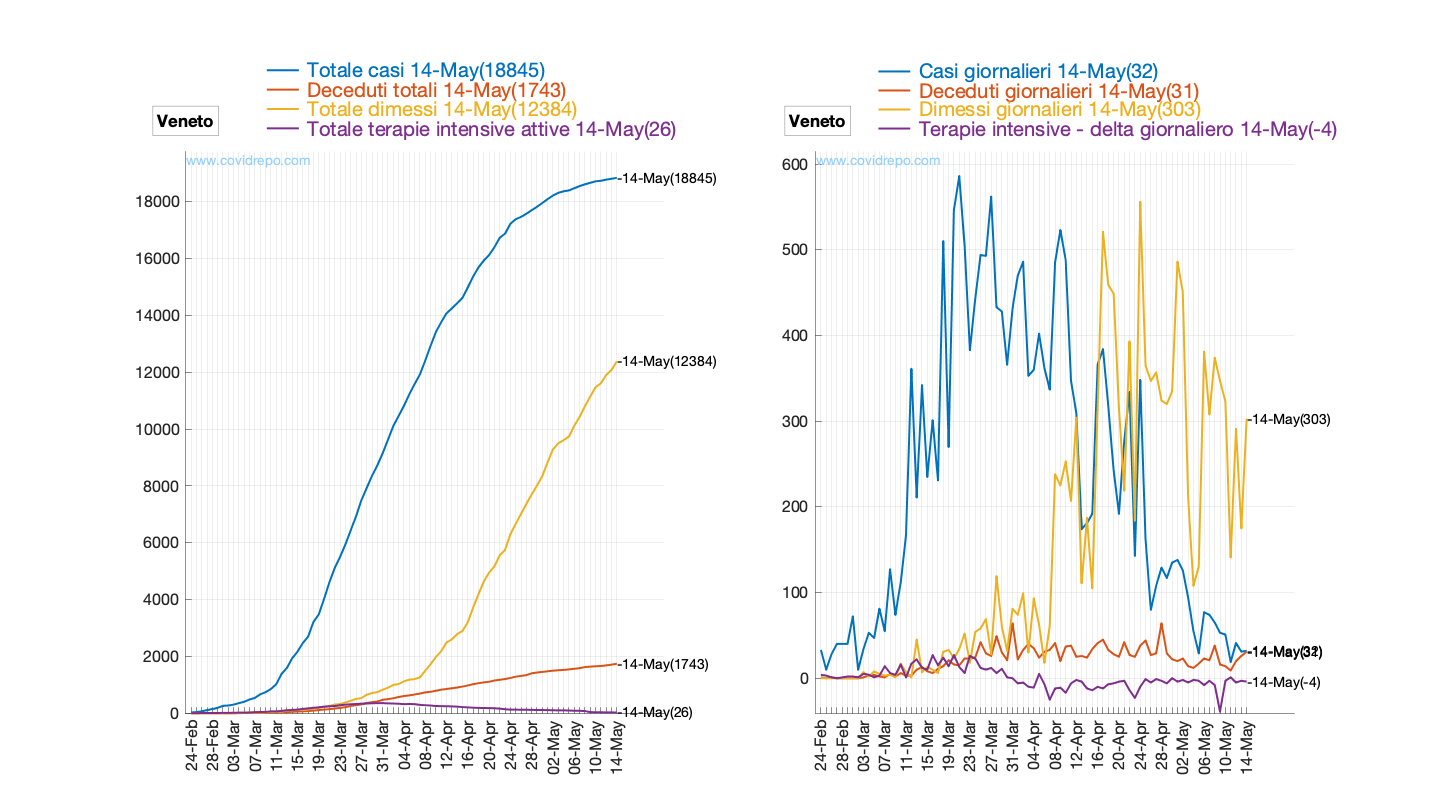 Totale casi 14-May(18845)
Deceduti totali 14-May(1743)
Totale dimessi 14-May(12384)
Totale terapie intensive attive 14-May(26)
Veneto
www.covidrepo.com
18000
16000
14000
12000
10000
8000
6000
4000
2000
0
14-May(18845)
14-May(12384)
14-May(1743)
14-May(26)
24-Feb
28-Feb
03-Mar
07-Mar
11-Mar
15-Mar
19-Mar
23-Mar
27-Mar
31-Mar
04-Apr
08-Apr
12-Apr
16-Apr
20-Apr
24-Apr
28-Apr
02-May
06-May
10-May
14-May
Casi giornalieri 14-May(32)
Deceduti giornalieri 14-May(31)
Dimessi giornalieri 14-May(303)
Terapie intensive - delta giornaliero 14-May(-4)
Veneto
www.covidrepo.com
600
500
400
300
200
100
0
14-May(303)
14-May(32)
14-May(31)
14-May(-4)
24-Feb
28-Feb
03-Mar
07-Mar
11-Mar
15-Mar
19-Mar
23-Mar
27-Mar
31-Mar
04-Apr
08-Apr
12-Apr
16-Apr
20-Apr
24-Apr
28-Apr
02-May
06-May
10-May
14-May